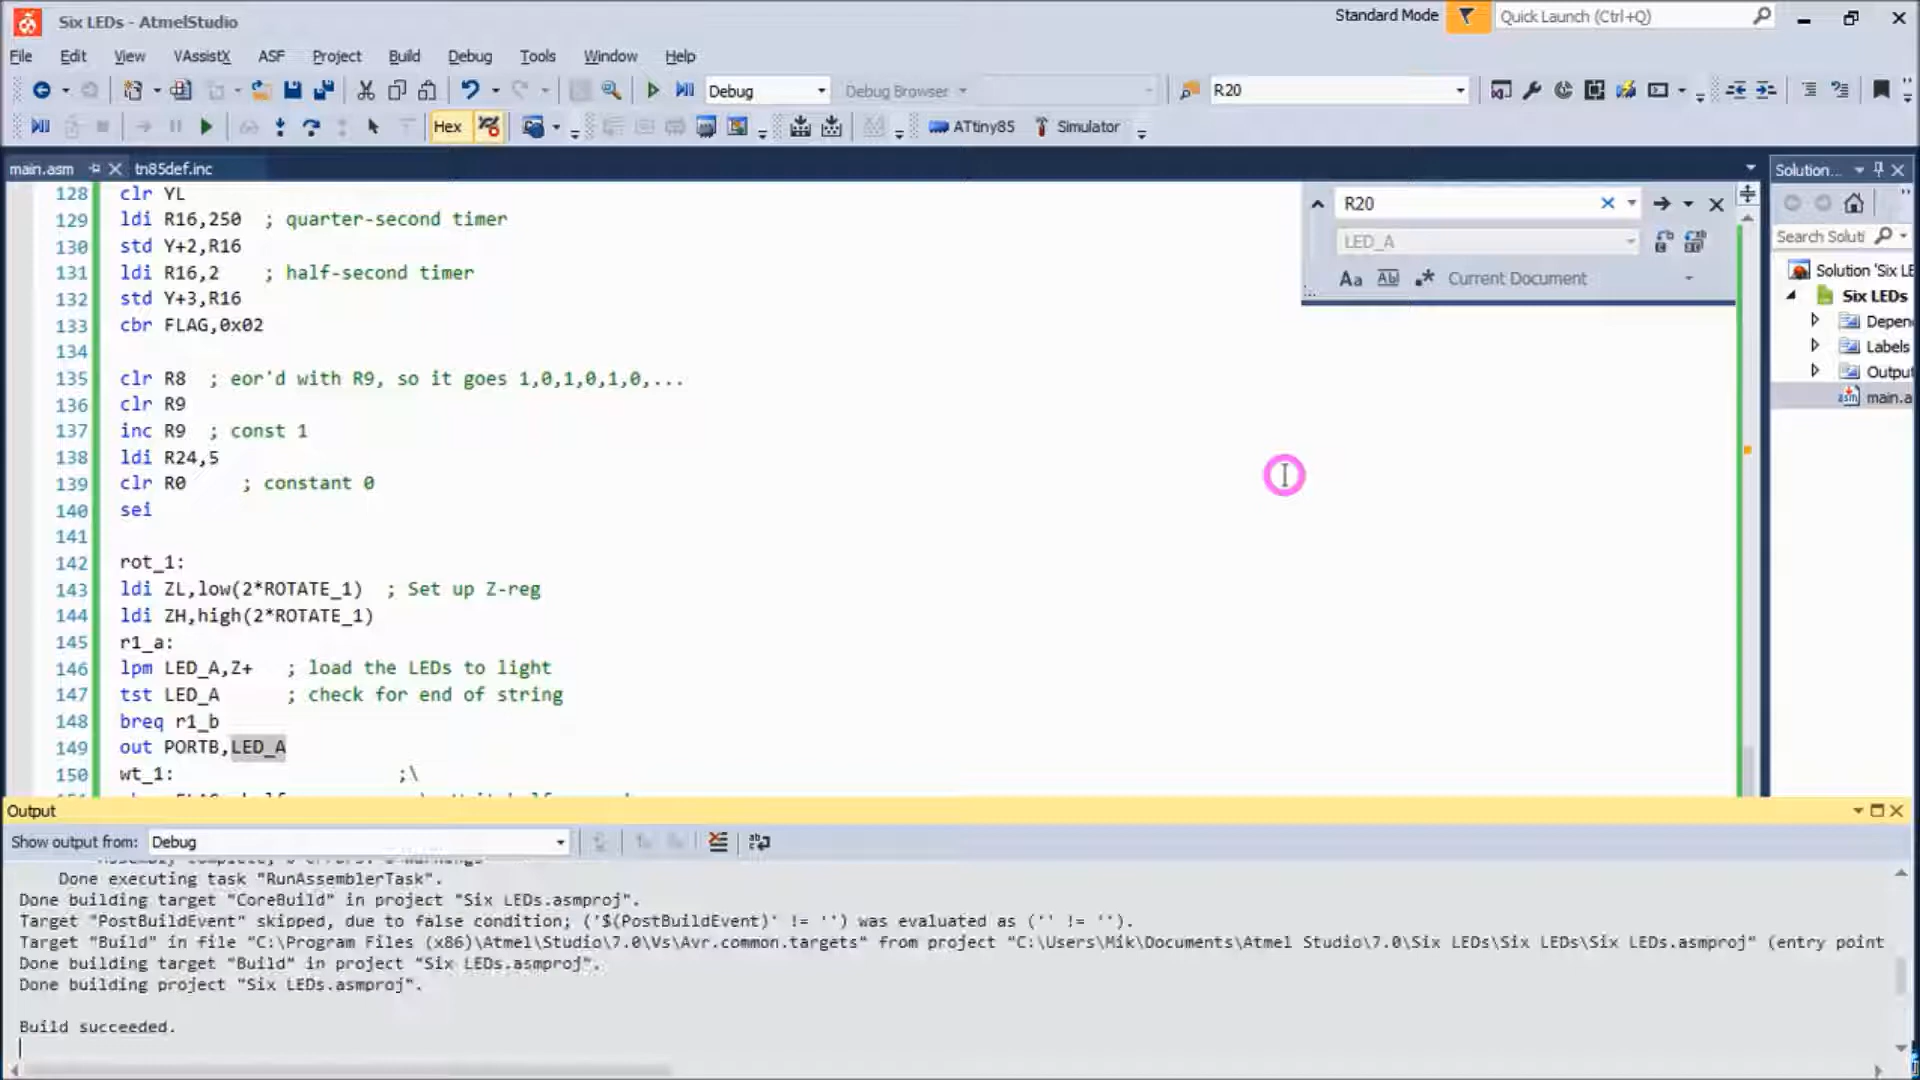 Six LEDs - AtmelStudio
Standard Mode
Quick Launch (Ctrl+Q)
File Edit View VAssistX ASF Project Build Debug Tools Window Help
Debug Debug Browser R20
Hex ATtiny85 Simulator
main.asm tn85def.inc
Solution...
128 clr YL
129 ldi R16,250 ; quarter-second timer
130 std Y+2,R16
131 ldi R16,2 ; half-second timer
132 std Y+3,R16
133 cbr FLAG,0x02
134
135 clr R8 ; eor'd with R9, so it goes 1,0,1,0,1,0,...
136 clr R9
137 inc R9 ; const 1
138 ldi R24,5
139 clr R0 ; constant 0
140 sei
141
142 rot_1:
143 ldi ZL,low(2*ROTATE_1) ; Set up Z-reg
144 ldi ZH,high(2*ROTATE_1)
145 r1_a:
146 lpm LED_A,Z+ ; load the LEDs to light
147 tst LED_A ; check for end of string
148 breq r1_b
149 out PORTB,LED_A
150 wt_1: ;\
R20
LED_A
Aa Ab .* Current Document
Search Soluti
Solution 'Six LE
Six LEDs
Depen
Labels
Output
main.a
Output
Show output from: Debug
Done executing task "RunAssemblerTask".
Done building target "CoreBuild" in project "Six LEDs.asmproj".
Target "PostBuildEvent" skipped, due to false condition; ('$(PostBuildEvent)' != '') was evaluated as ('' != '').
Target "Build" in file "C:\Program Files (x86)\Atmel\Studio\7.0\Vs\Avr.common.targets" from project "C:\Users\Mik\Documents\Atmel Studio\7.0\Six LEDs\Six LEDs\Six LEDs.asmproj" (entry point
Done building target "Build" in project "Six LEDs.asmproj".
Done building project "Six LEDs.asmproj".
Build succeeded.